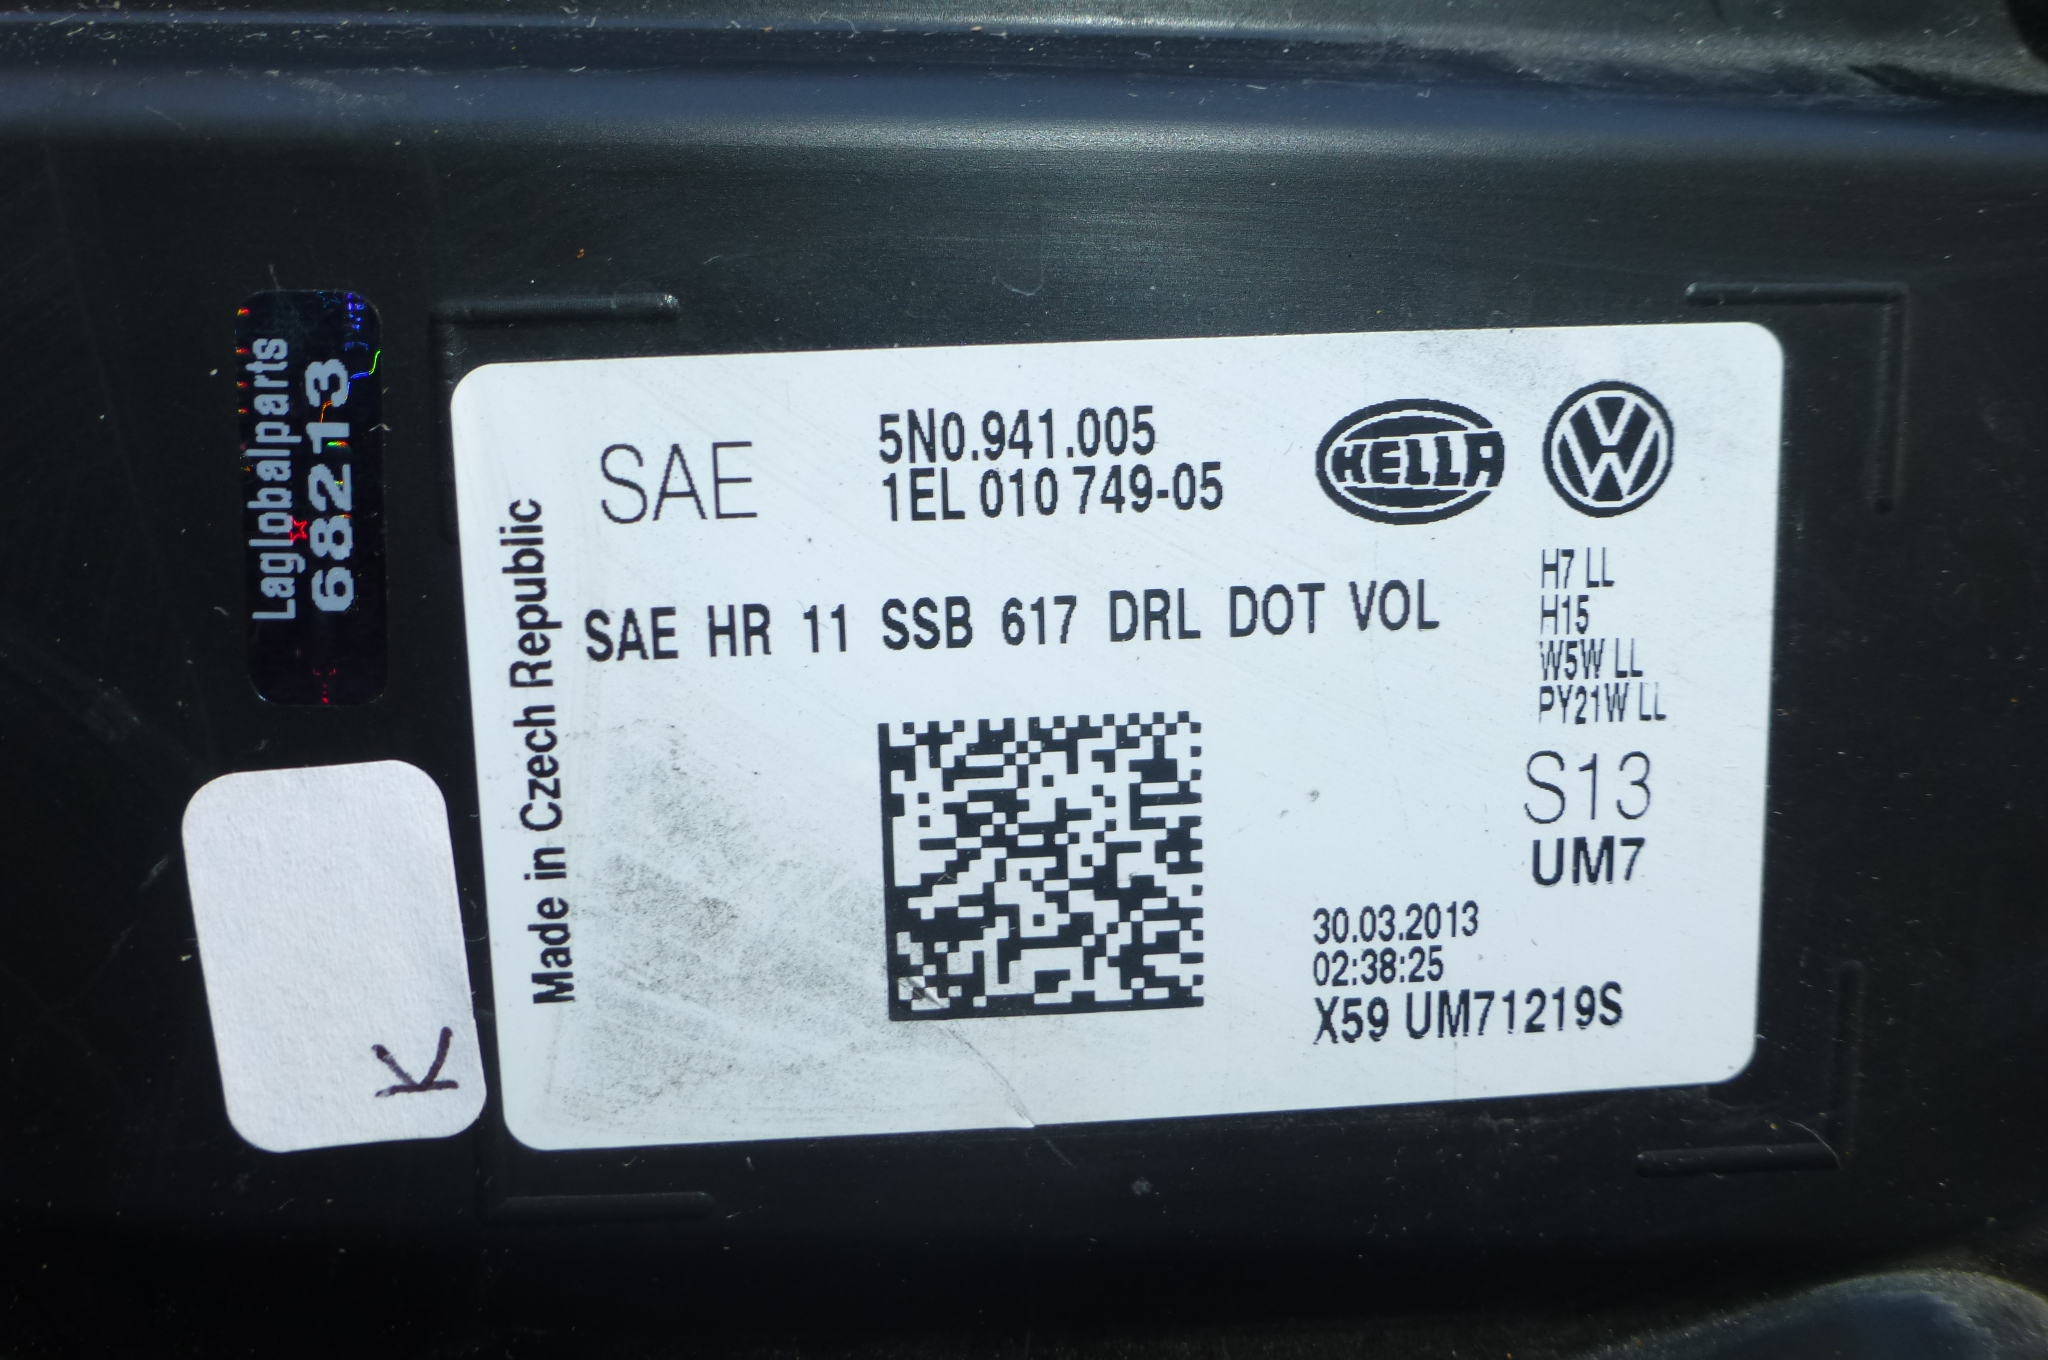 Laglobalparts
68213
K
Made in Czech Republic
SAE
5N0.941.005
1EL 010 749-05
HELLA
VW
SAE HR 11 SSB 617 DRL DOT VOL
H7 LL
H15
W5W LL
PY21W LL
S13
UM7
30.03.2013
02:38:25
X59 UM71219S